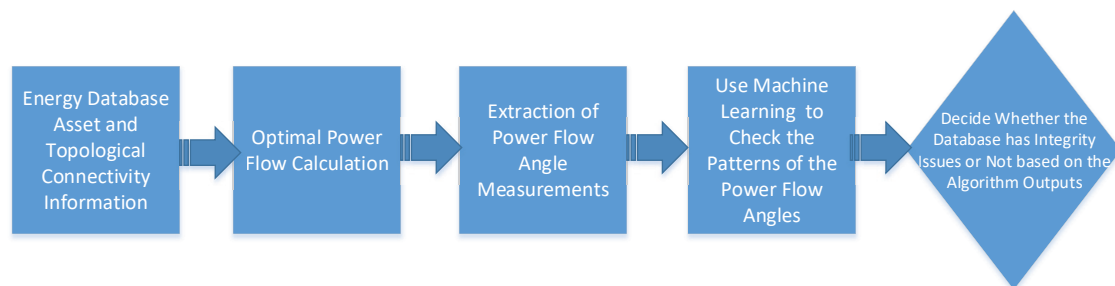 Energy Database
Asset and
Topological
Connectivity
Information
Optimal Power
Flow Calculation
Extraction of
Power Flow
Angle
Measurements
Use Machine
Learning to
Check the
Patterns of the
Power Flow
Angles
Decide Whether the
Database has Integrity
Issues or Not based on the
Algorithm Outputs